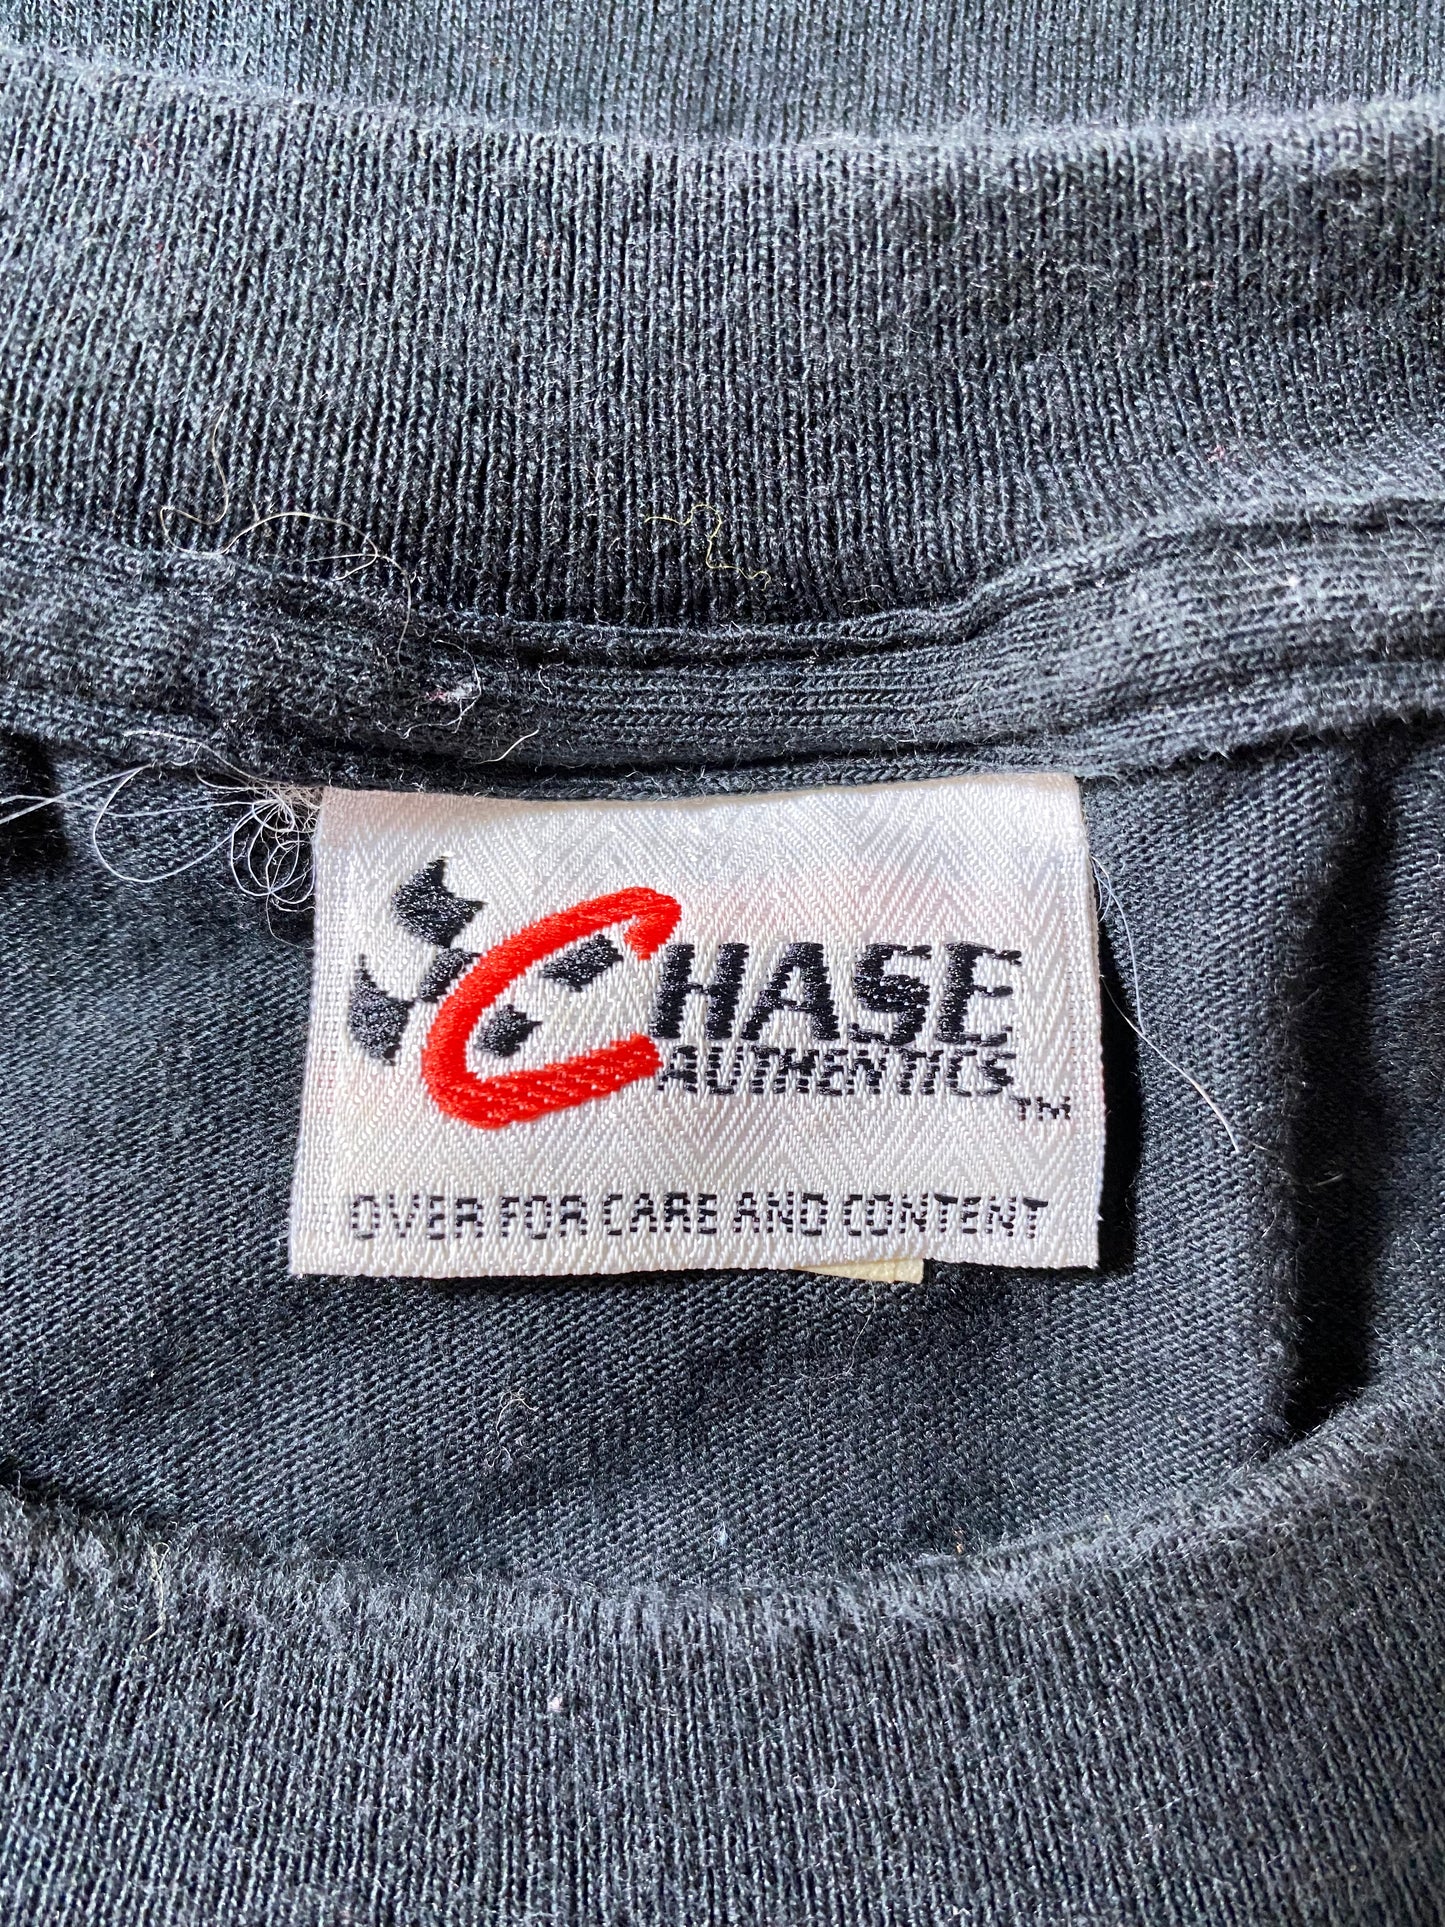 CHASE
AUTHENTICS TM
OVER FOR CARE AND CONTENT